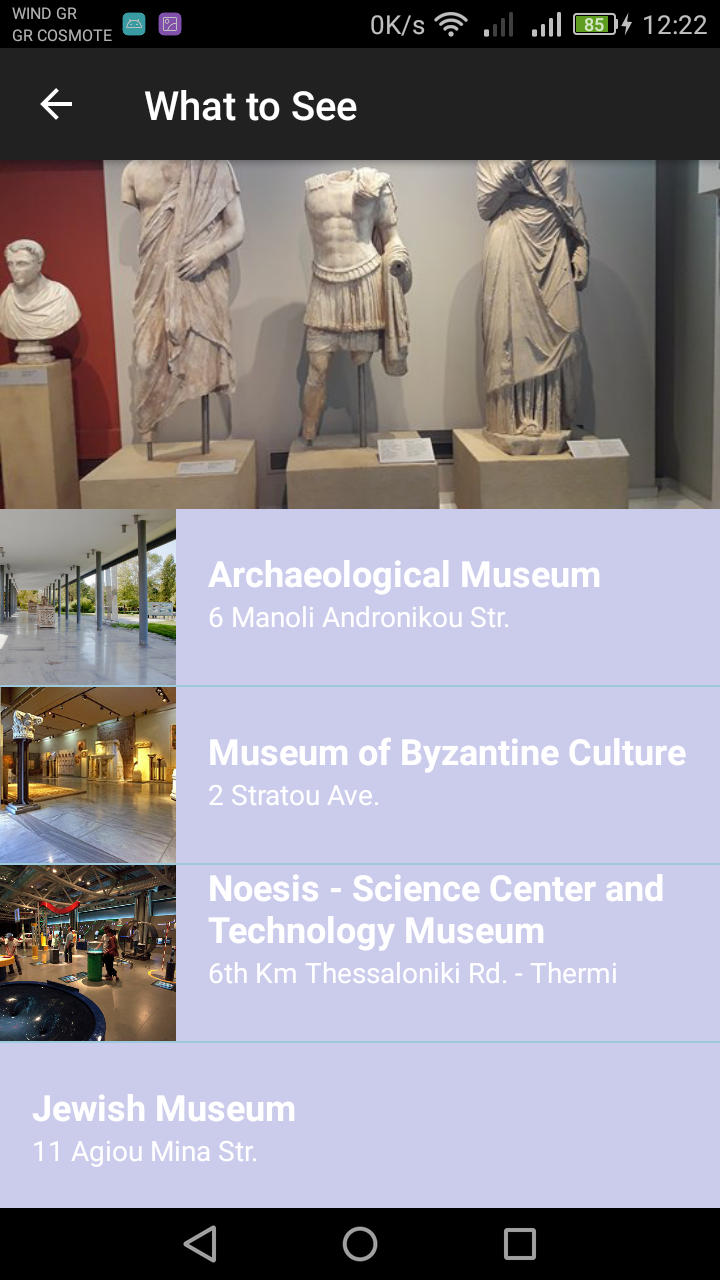 WIND GR
GR COSMOTE
0K/s
85
12:22
What to See
Archaeological Museum
6 Manoli Andronikou Str.
Museum of Byzantine Culture
2 Stratou Ave.
Noesis - Science Center and
Technology Museum
6th Km Thessaloniki Rd. - Thermi
Jewish Museum
11 Agiou Mina Str.